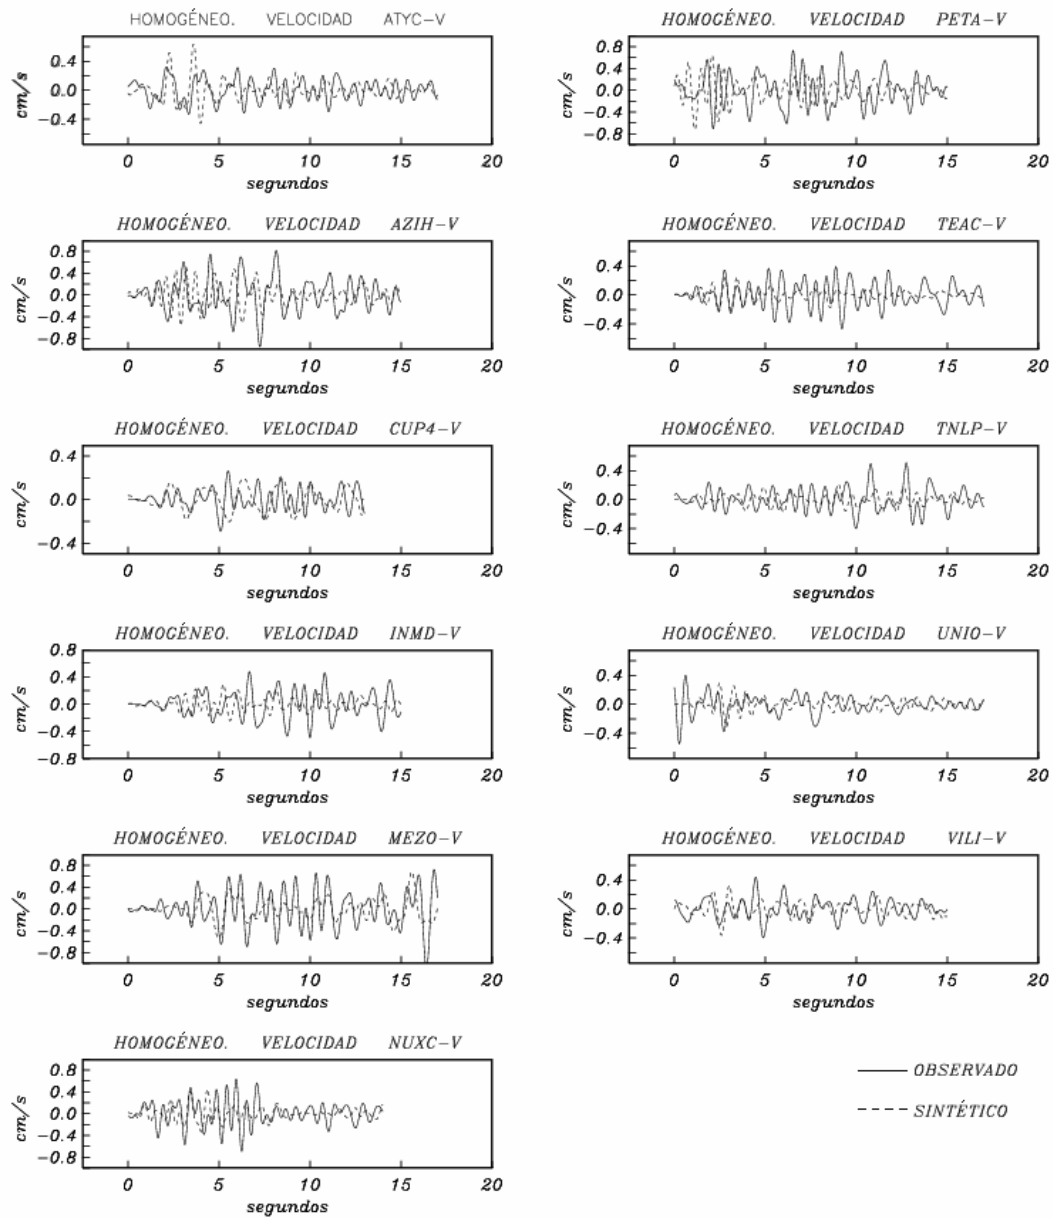 HOMOGÉNEO. VELOCIDAD ATYC-V
cm/s
0.4
0.0
-0.4
0 5 10 15 20
segundos
HOMOGÉNEO. VELOCIDAD PETA-V
cm/s
0.8
0.4
0.0
-0.4
-0.8
0 5 10 15 20
segundos
HOMOGÉNEO. VELOCIDAD AZIH-V
cm/s
0.8
0.4
0.0
-0.4
-0.8
0 5 10 15 20
segundos
HOMOGÉNEO. VELOCIDAD TEAC-V
cm/s
0.4
0.0
-0.4
0 5 10 15 20
segundos
HOMOGÉNEO. VELOCIDAD CUP4-V
cm/s
0.4
0.0
-0.4
0 5 10 15 20
segundos
HOMOGÉNEO. VELOCIDAD TNLP-V
cm/s
0.4
0.0
-0.4
0 5 10 15 20
segundos
HOMOGÉNEO. VELOCIDAD INMD-V
cm/s
0.8
0.4
0.0
-0.4
-0.8
0 5 10 15 20
segundos
HOMOGÉNEO. VELOCIDAD UNIO-V
cm/s
0.4
0.0
-0.4
0 5 10 15 20
segundos
HOMOGÉNEO. VELOCIDAD MEZO-V
cm/s
0.8
0.4
0.0
-0.4
-0.8
0 5 10 15 20
segundos
HOMOGÉNEO. VELOCIDAD VILI-V
cm/s
0.4
0.0
-0.4
0 5 10 15 20
segundos
HOMOGÉNEO. VELOCIDAD NUXC-V
cm/s
0.8
0.4
0.0
-0.4
-0.8
0 5 10 15 20
segundos
OBSERVADO
SINTÉTICO